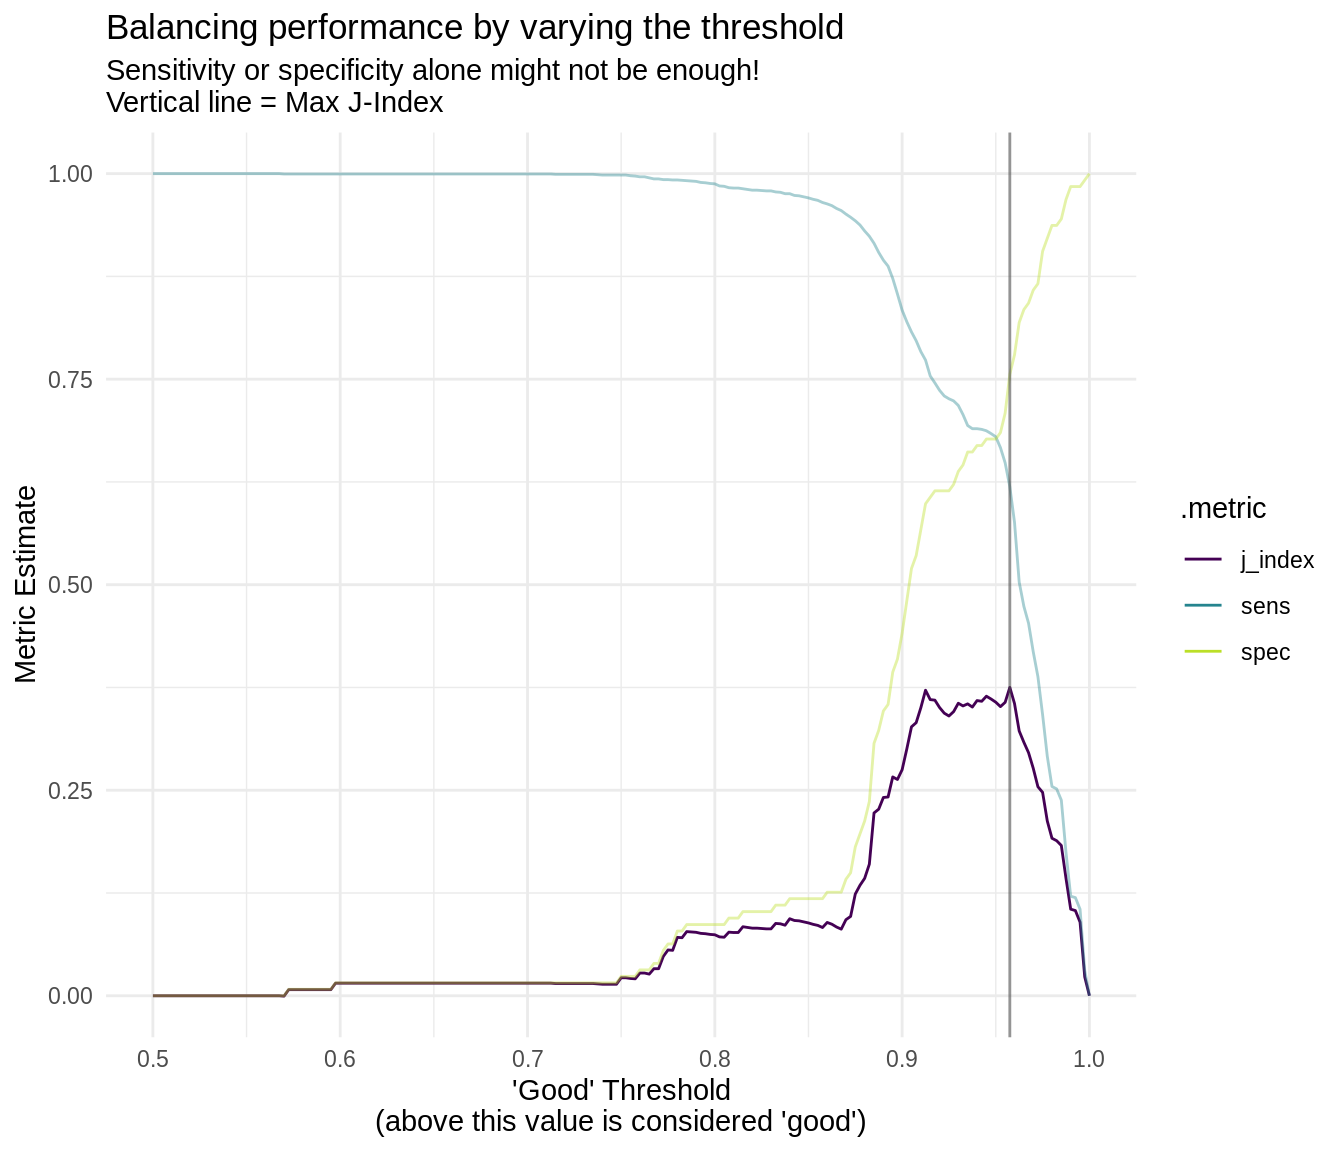 Balancing performance by varying the threshold
Sensitivity or specificity alone might not be enough!
Vertical line = Max J-Index
1.00
0.75
0.50
0.25
0.00
Metric Estimate
0.5
0.6
0.7
0.8
0.9
1.0
'Good' Threshold
(above this value is considered 'good')
.metric
j_index
sens
spec